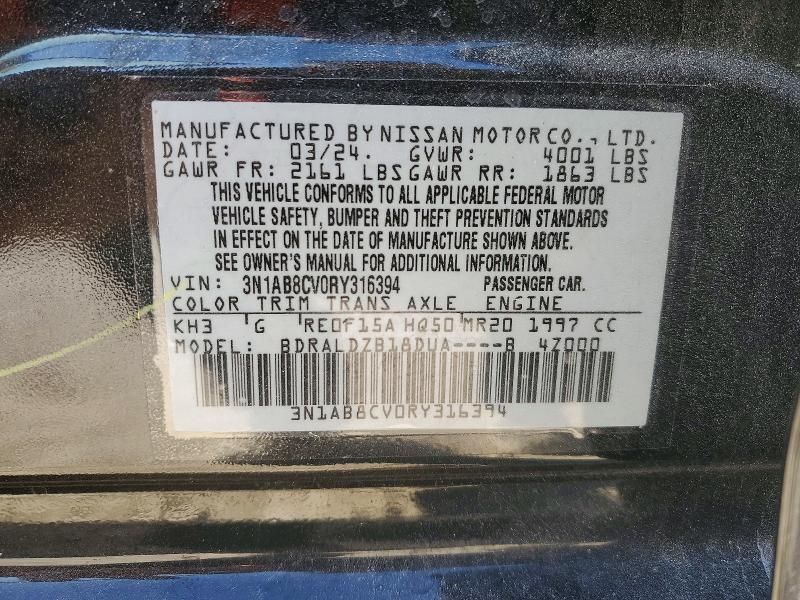 MANUFACTURED BY NISSAN MOTOR CO., LTD.
DATE: 03/24. GVWR: 4001 LBS
GAWR FR: 2161 LBS GAWR RR: 1863 LBS
THIS VEHICLE CONFORMS TO ALL APPLICABLE FEDERAL MOTOR
VEHICLE SAFETY, BUMPER AND THEFT PREVENTION STANDARDS
IN EFFECT ON THE DATE OF MANUFACTURE SHOWN ABOVE.
SEE OWNER'S MANUAL FOR ADDITIONAL INFORMATION.
VIN: 3N1AB8CV0RY316394 PASSENGER CAR.
COLOR TRIM TRANS AXLE ENGINE
KH3 G RE0F15A HQ50 MR20 1997 CC
MODEL: BDRALDZB18DUA----B 4Z000
3N1AB8CV0RY316394